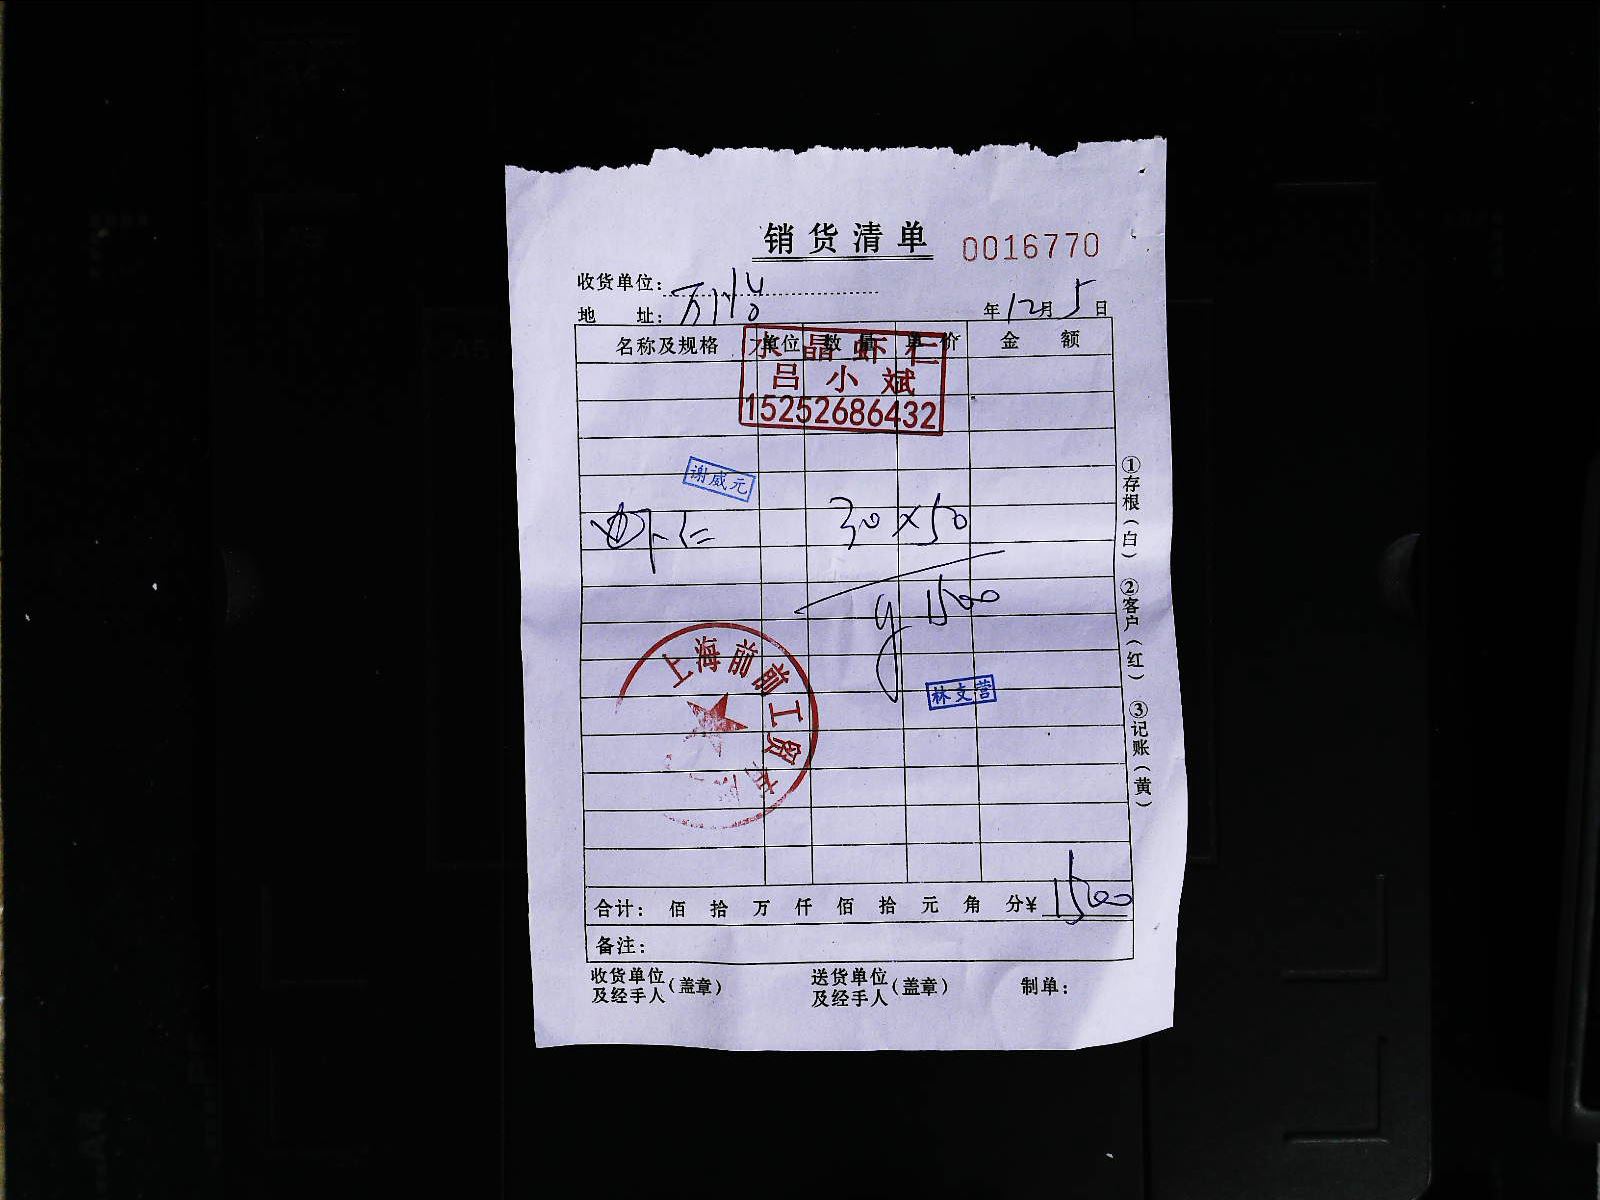 销货清单 0016770
收货单位：
地 址： 年12月5日
名称及规格 单位 数量 单价 金 额
水晶虾仁
吕小斌
15252686432
谢威元
虾仁 30×50
1500
上海前前工贸
林支营
合计： 佰 拾 万 仟 佰 拾 元 角 分¥ 1500
备注：
收货单位及经手人（盖章） 送货单位及经手人（盖章） 制单：
①存根（白） ②客户（红） ③记账（黄）